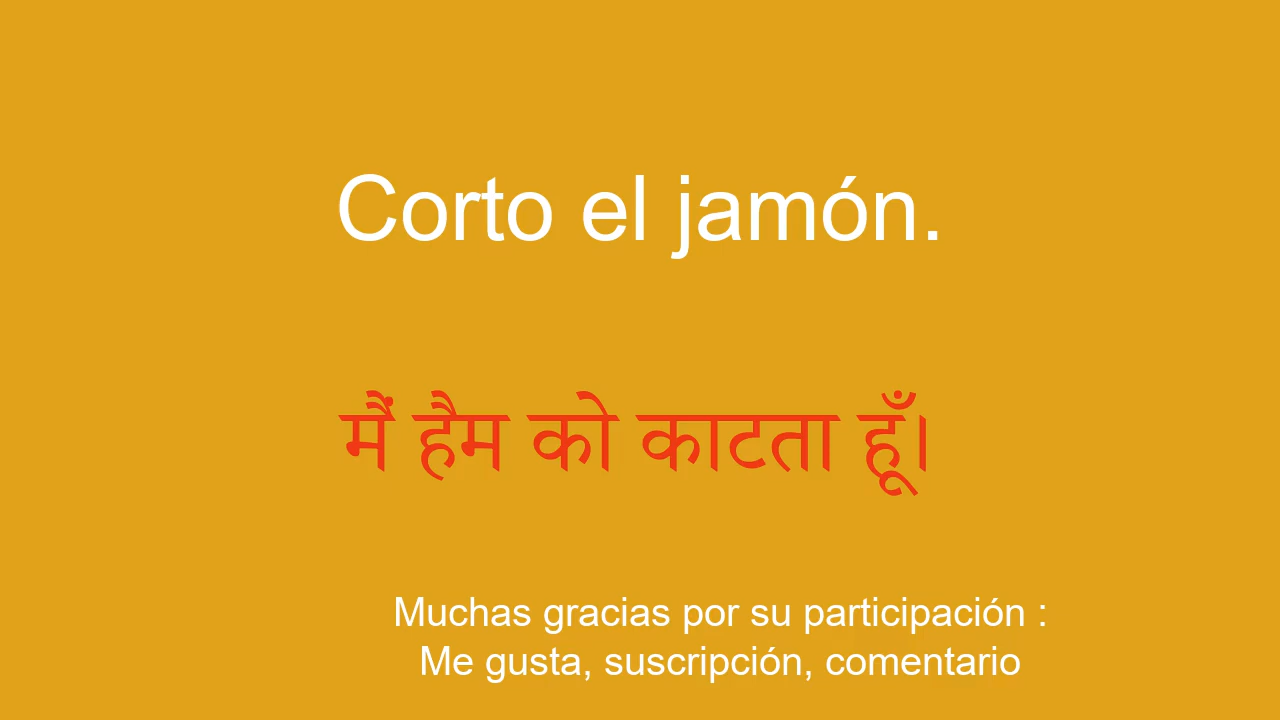 Corto el jamón.
मैं हैम को काटता हूँ।
Muchas gracias por su participación :
Me gusta, suscripción, comentario